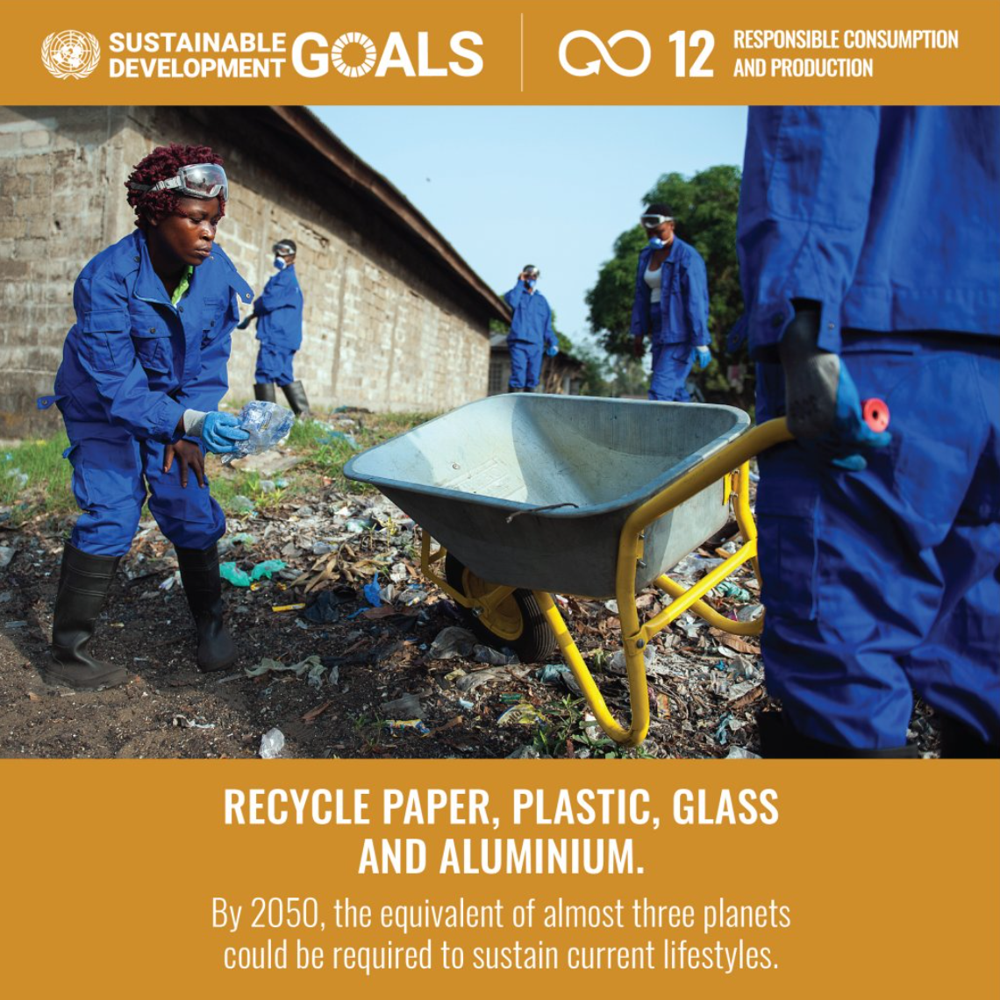 SUSTAINABLE
DEVELOPMENT GOALS
12 RESPONSIBLE CONSUMPTION
AND PRODUCTION
RECYCLE PAPER, PLASTIC, GLASS
AND ALUMINIUM.
By 2050, the equivalent of almost three planets
could be required to sustain current lifestyles.